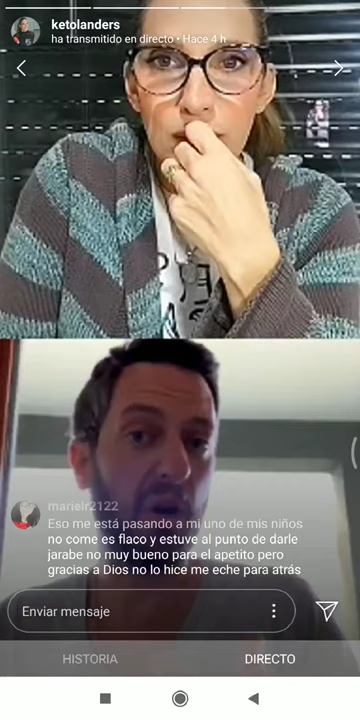 ketolanders
ha transmitido en directo • Hace 4 h
marielr2122
Eso me está pasando a mi uno de mis niños
no come es flaco y estuve al punto de darle
jarabe no muy bueno para el apetito pero
gracias a Dios no lo hice me eche para atrás
Enviar mensaje
HISTORIA
DIRECTO